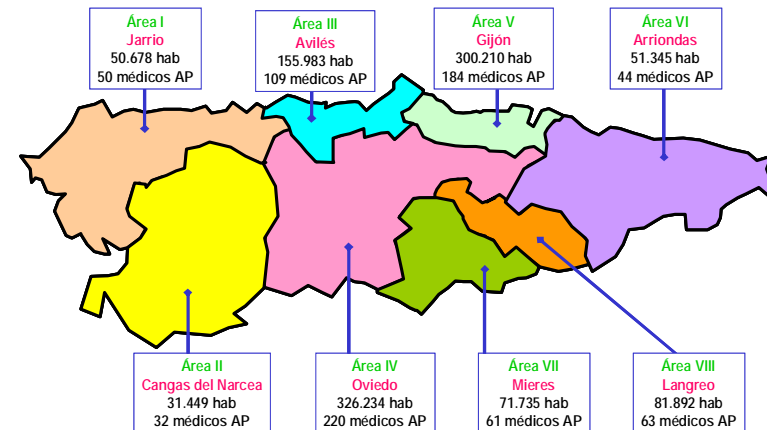 Área I
Jarrio
50.678 hab
50 médicos AP
Área III
Avilés
155.983 hab
109 médicos AP
Área V
Gijón
300.210 hab
184 médicos AP
Área VI
Arriondas
51.345 hab
44 médicos AP
Área II
Cangas del Narcea
31.449 hab
32 médicos AP
Área IV
Oviedo
326.234 hab
220 médicos AP
Área VII
Mieres
71.735 hab
61 médicos AP
Área VIII
Langreo
81.892 hab
63 médicos AP